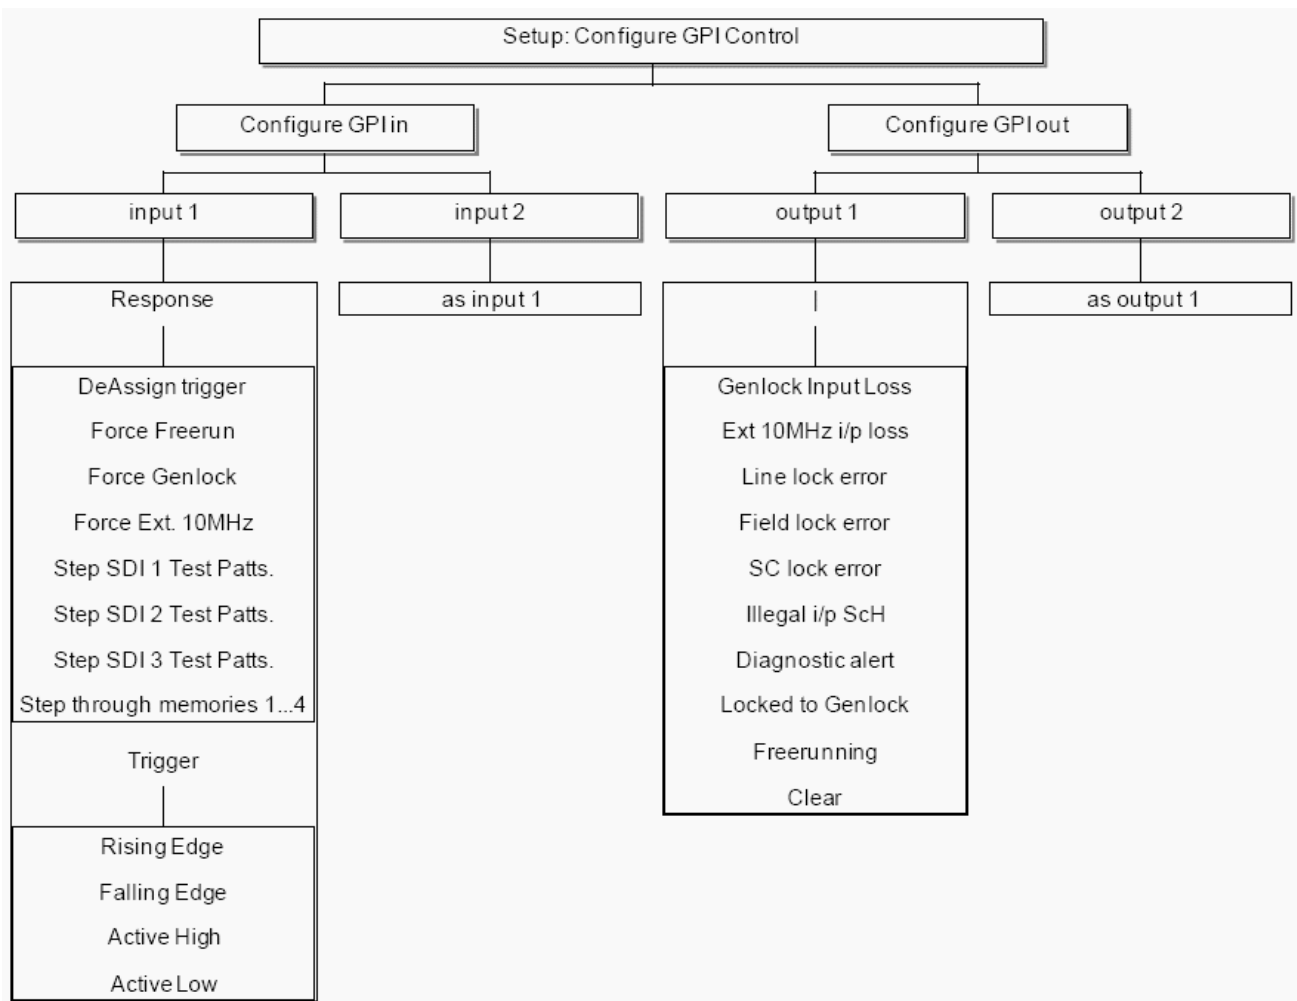 Setup: Configure GPI Control
Configure GPI in
Configure GPI out
input 1
input 2
output 1
output 2
Response
as input 1
|
as output 1
DeAssign trigger
Force Freerun
Force Genlock
Force Ext. 10MHz
Step SDI 1 Test Patts.
Step SDI 2 Test Patts.
Step SDI 3 Test Patts.
Step through memories 1...4
Trigger
Rising Edge
Falling Edge
Active High
Active Low
Genlock Input Loss
Ext 10MHz i/p loss
Line lock error
Field lock error
SC lock error
Illegal i/p ScH
Diagnostic alert
Locked to Genlock
Freerunning
Clear